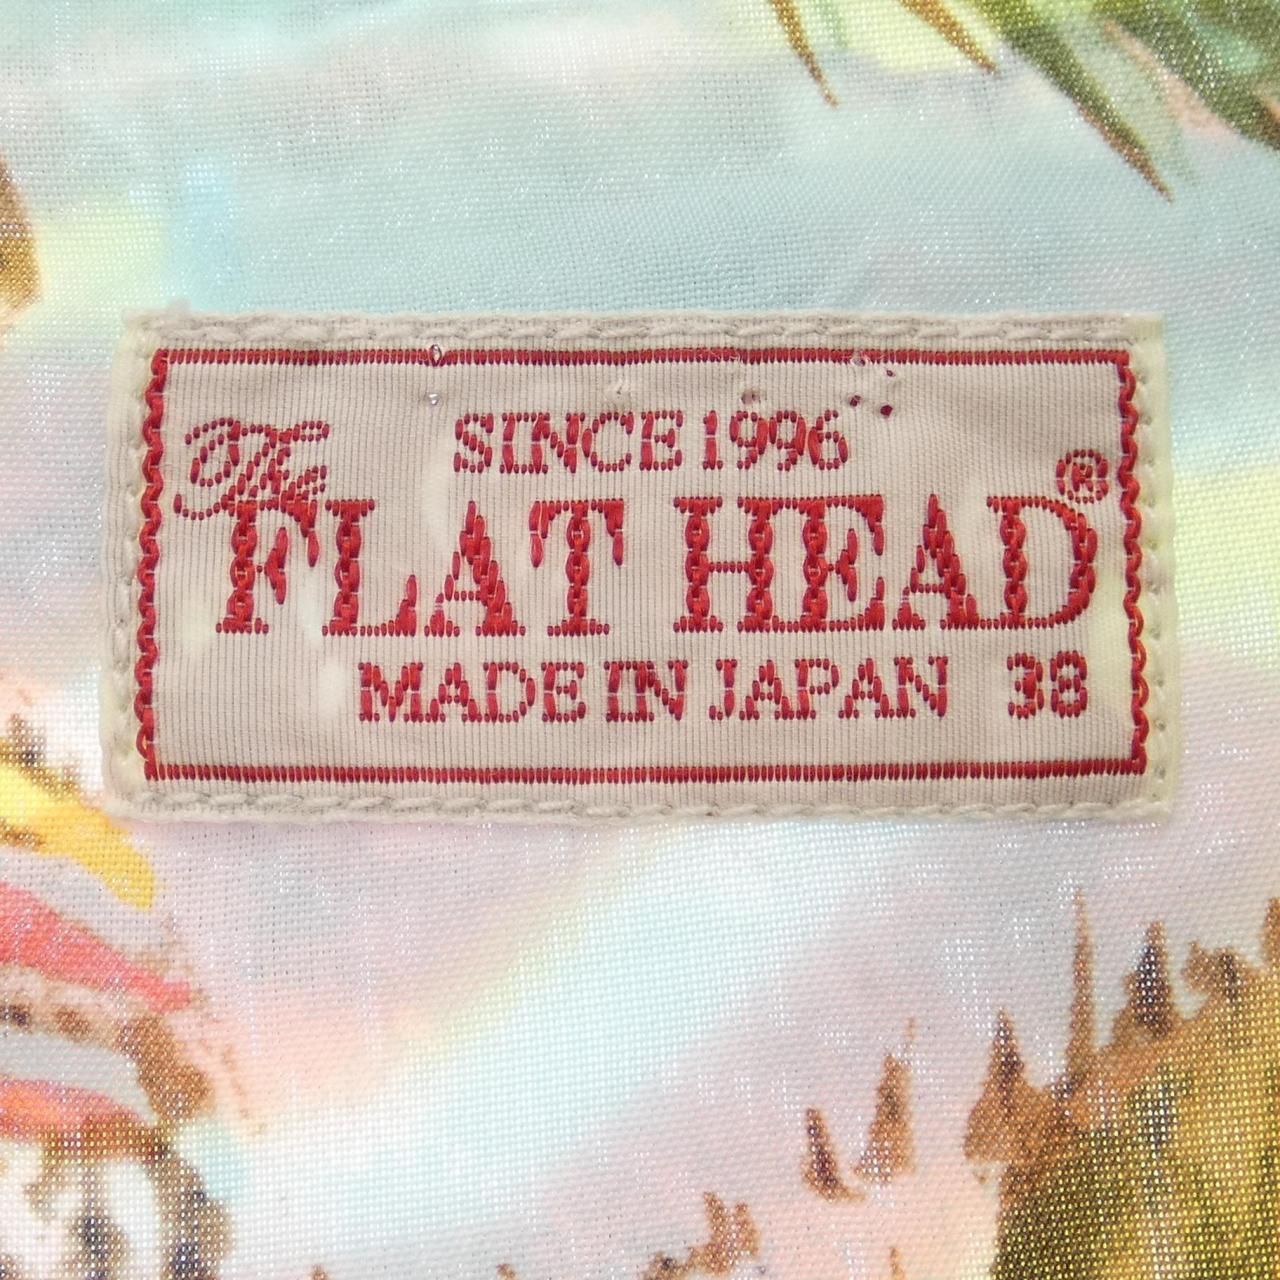 SINCE 1996
The FLAT HEAD®
MADE IN JAPAN 38